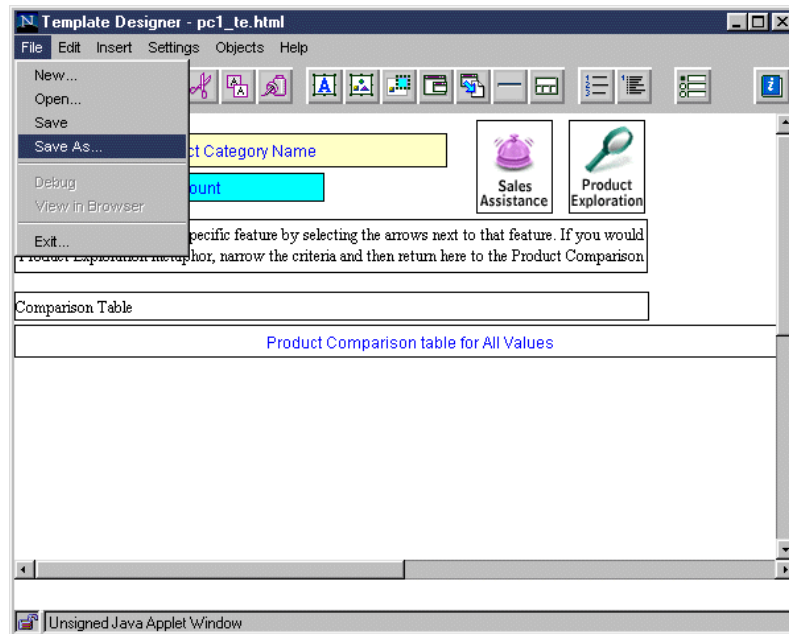 N Template Designer - pc1_te.html
File Edit Insert Settings Objects Help
New...
Open...
Save
Save As...
Debug
View in Browser
Exit...
ct Category Name
ount
Sales
Assistance
Product
Exploration
pecific feature by selecting the arrows next to that feature. If you would
Product Exploration metaphor, narrow the criteria and then return here to the Product Comparison
Comparison Table
Product Comparison table for All Values
Unsigned Java Applet Window